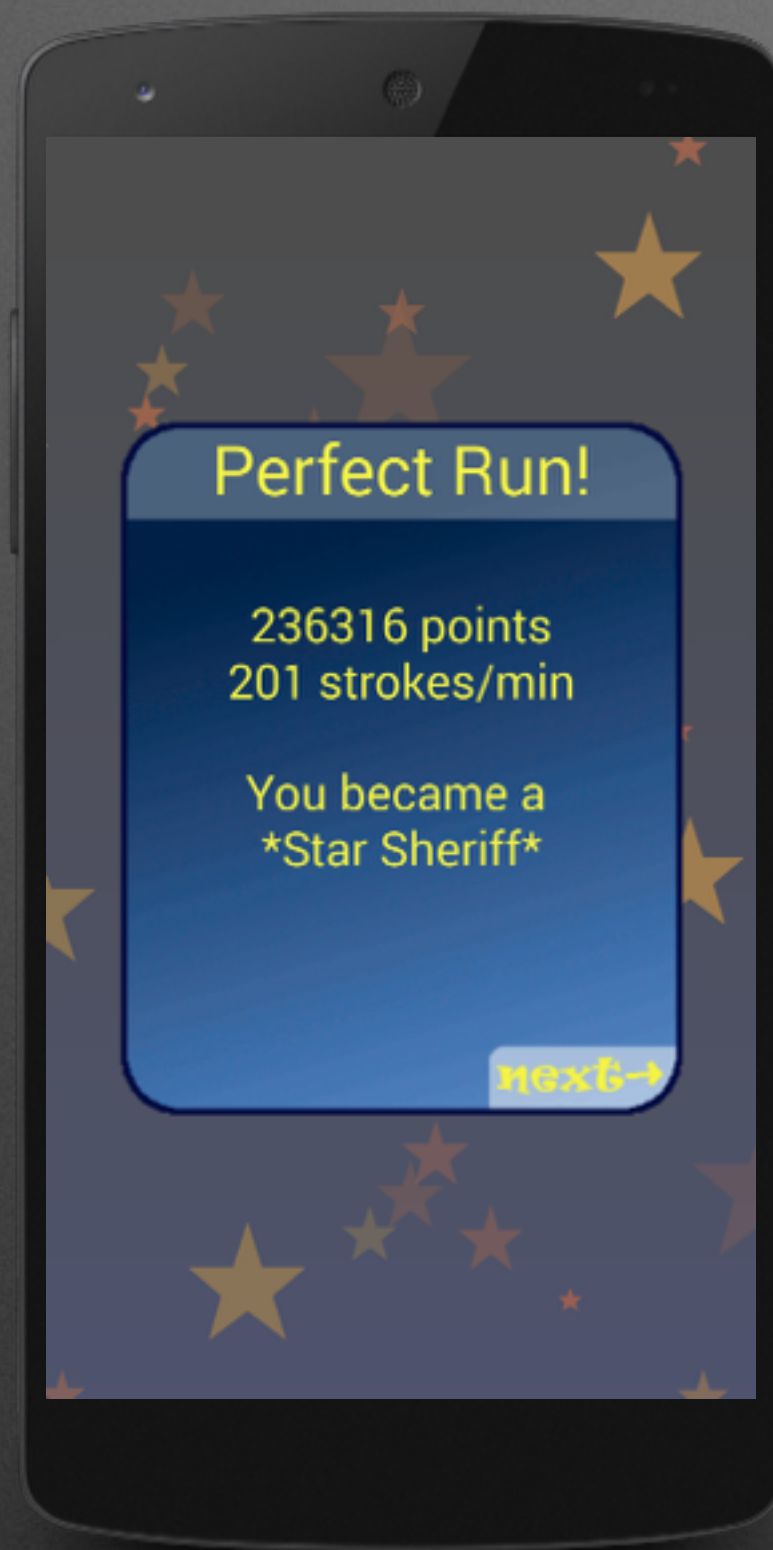 Perfect Run!
236316 points
201 strokes/min
You became a
*Star Sheriff*
next→